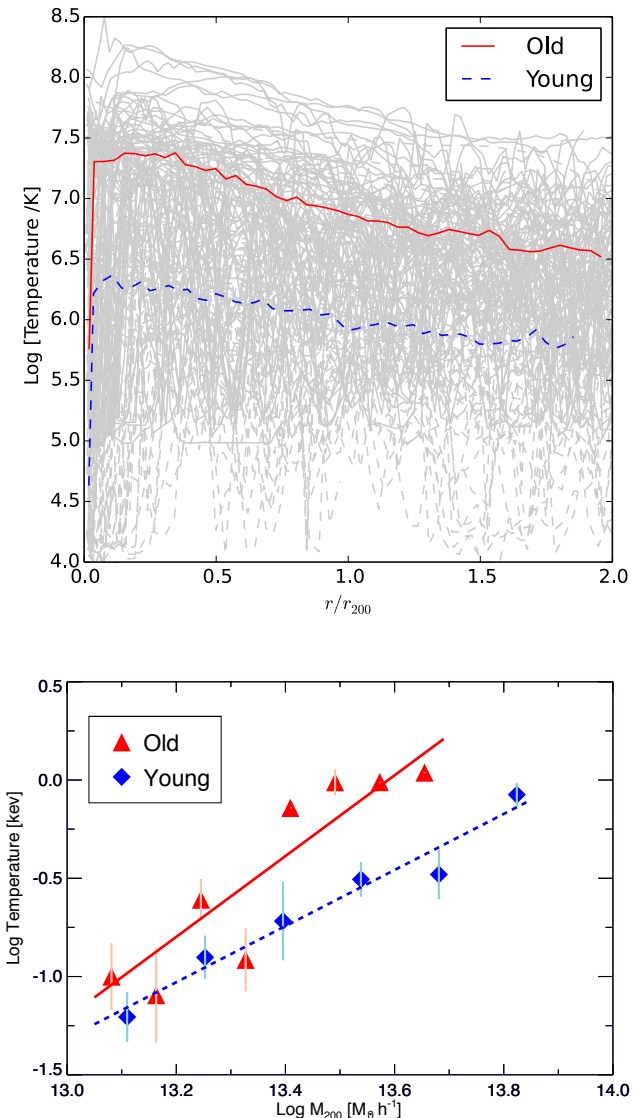 8.5
8.0
7.5
7.0
6.5
6.0
5.5
5.0
4.5
4.0
Log [Temperature /K]
Old
Young
0.0 0.5 1.0 1.5 2.0
r/r200
0.5
0.0
-0.5
-1.0
-1.5
Log Temperature [kev]
Old
Young
13.0 13.2 13.4 13.6 13.8 14.0
Log M200 [M⊙ h-1]